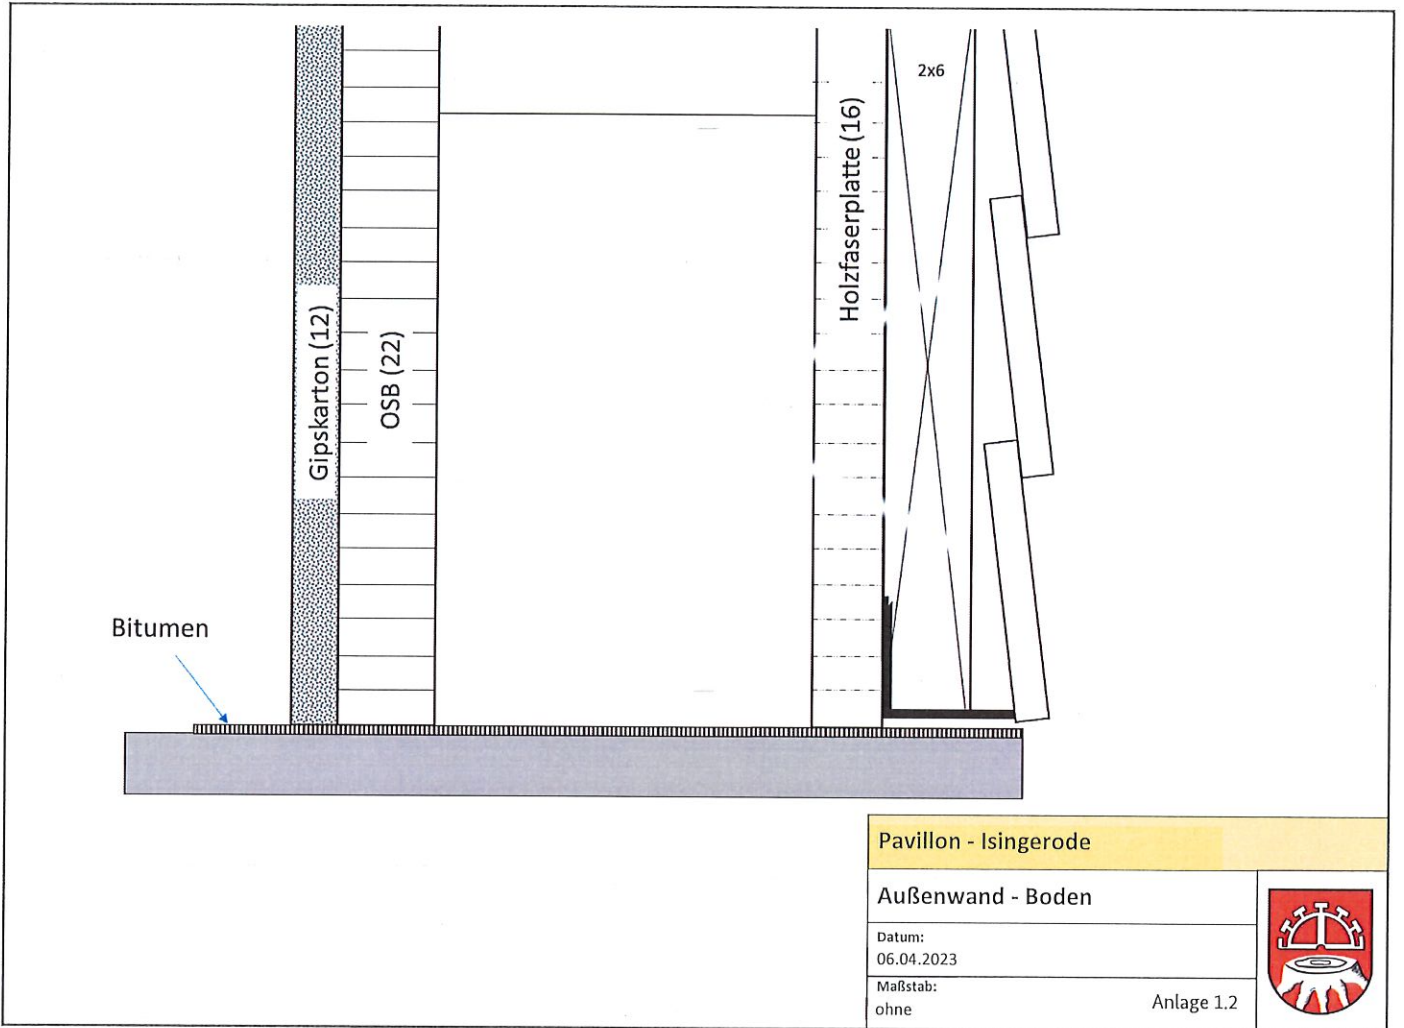 2x6
Holzfaserplatte (16)
Gipskarton (12)
OSB (22)
Bitumen
Pavillon - Isingerode
Außenwand - Boden
Datum:
06.04.2023
Maßstab:
ohne
Anlage 1.2